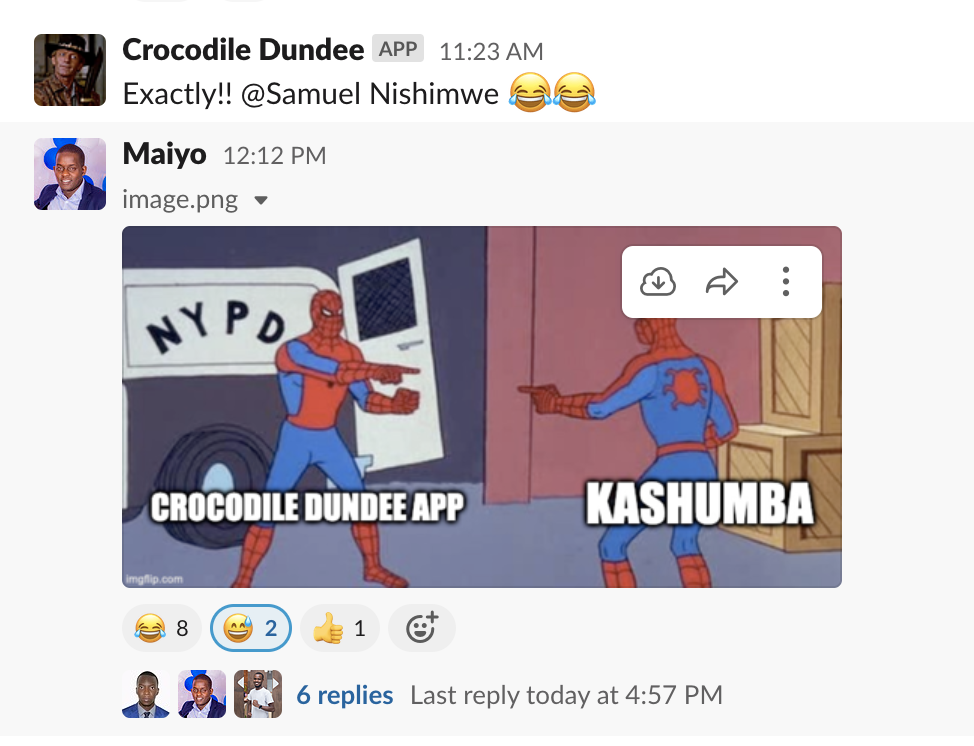 Crocodile Dundee APP 11:23 AM
Exactly!! @Samuel Nishimwe 😂😂
Maiyo 12:12 PM
image.png
NYPD
CROCODILE DUNDEE APP
KASHUMBA
imgflip.com
😂 8 😅 2 👍 1
6 replies Last reply today at 4:57 PM